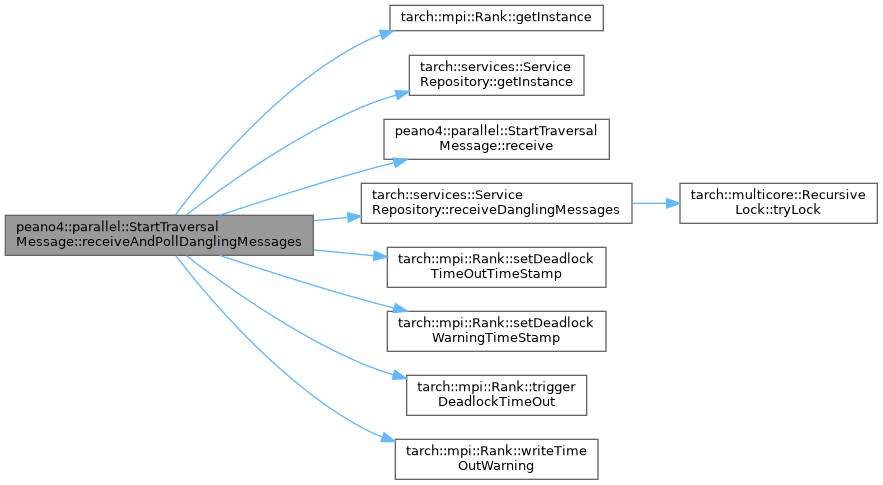 tarch::mpi::Rank::getInstance
tarch::services::Service
Repository::getInstance
peano4::parallel::StartTraversal
Message::receive
tarch::services::Service
Repository::receiveDanglingMessages
tarch::multicore::Recursive
Lock::tryLock
peano4::parallel::StartTraversal
Message::receiveAndPollDanglingMessages
tarch::mpi::Rank::setDeadlock
TimeOutTimeStamp
tarch::mpi::Rank::setDeadlock
WarningTimeStamp
tarch::mpi::Rank::trigger
DeadlockTimeOut
tarch::mpi::Rank::writeTime
OutWarning